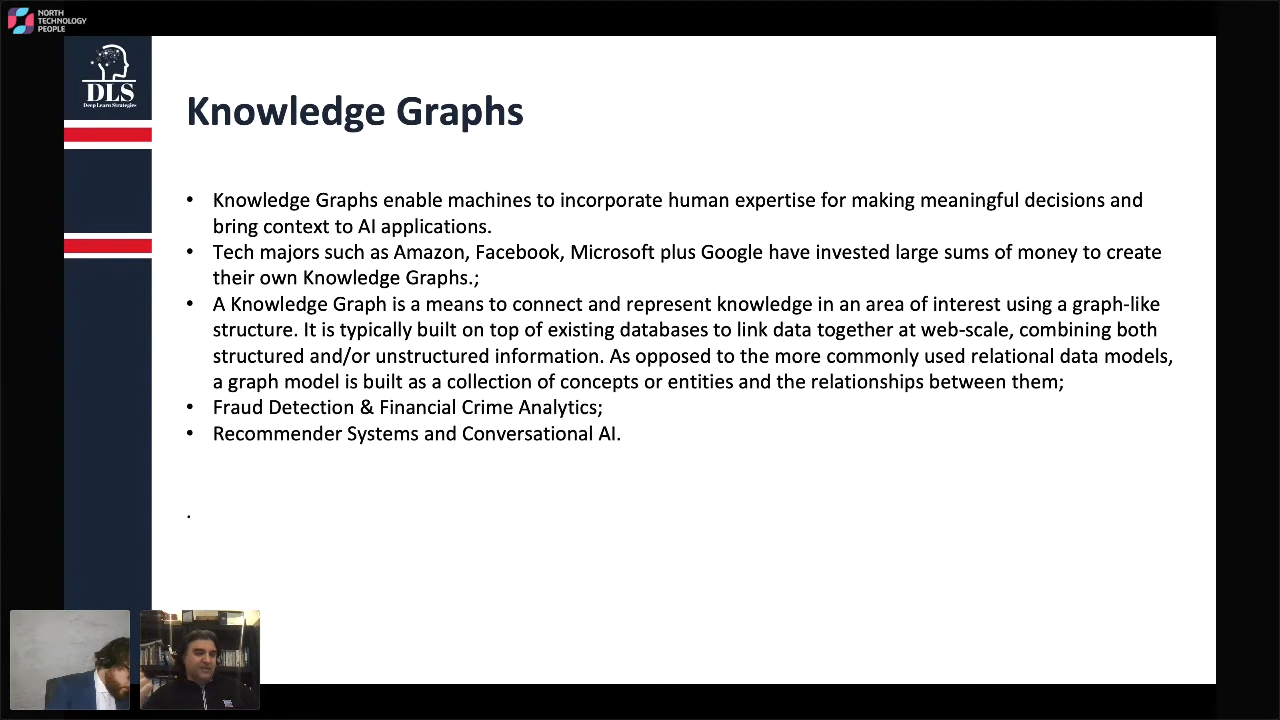 NORTH
TECHNOLOGY
PEOPLE
DLS
Deep Learn Strategies
Knowledge Graphs
• Knowledge Graphs enable machines to incorporate human expertise for making meaningful decisions and
bring context to AI applications.
• Tech majors such as Amazon, Facebook, Microsoft plus Google have invested large sums of money to create
their own Knowledge Graphs.;
• A Knowledge Graph is a means to connect and represent knowledge in an area of interest using a graph-like
structure. It is typically built on top of existing databases to link data together at web-scale, combining both
structured and/or unstructured information. As opposed to the more commonly used relational data models,
a graph model is built as a collection of concepts or entities and the relationships between them;
• Fraud Detection & Financial Crime Analytics;
• Recommender Systems and Conversational AI.
.